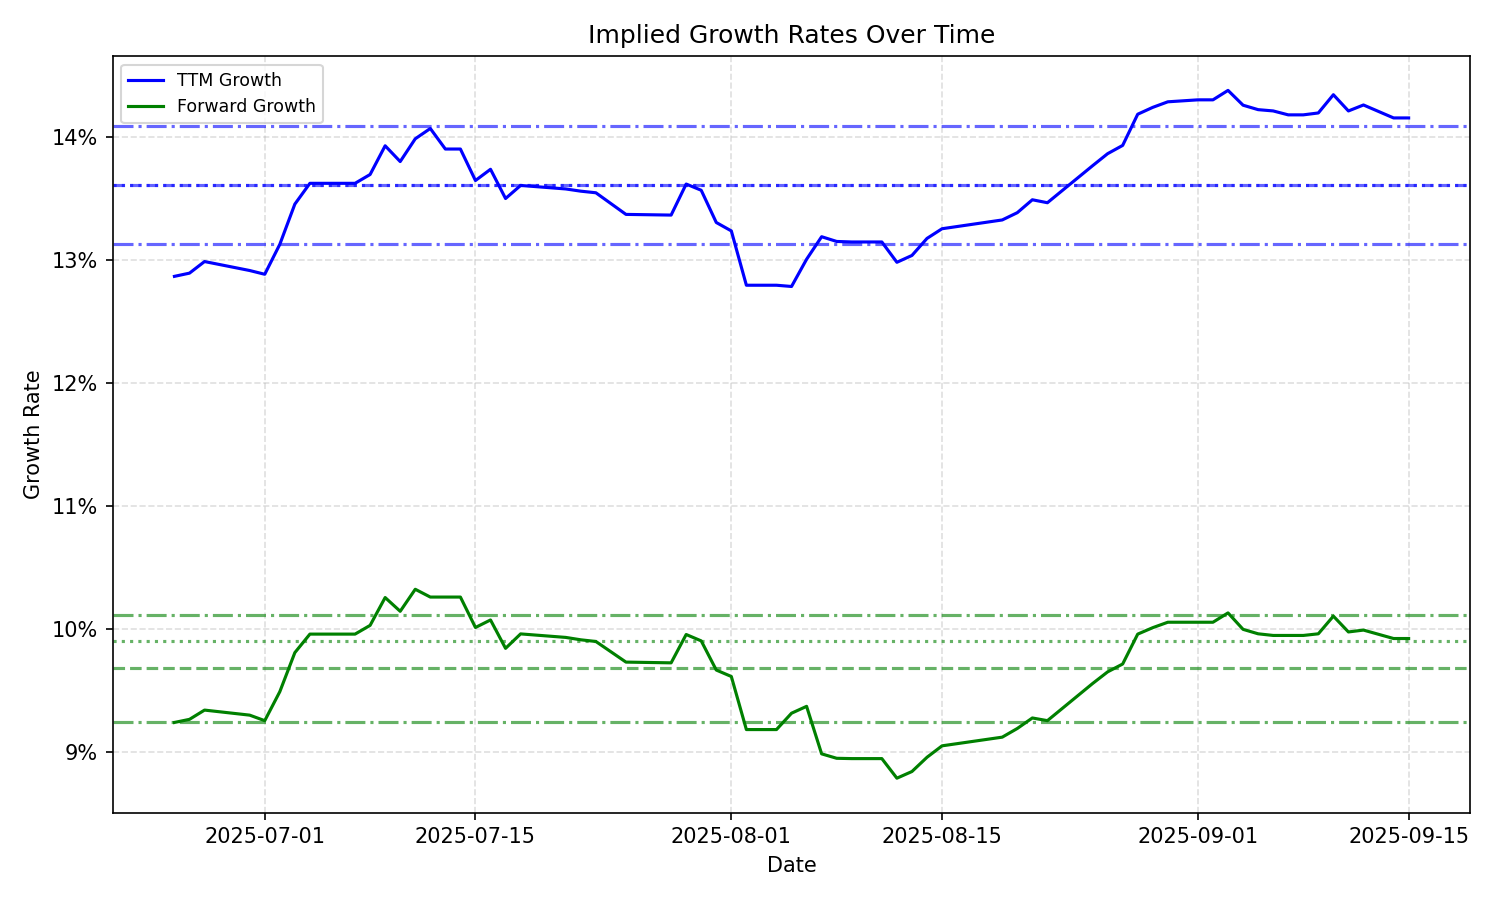 Implied Growth Rates Over Time
TTM Growth
Forward Growth
14%
13%
12%
11%
10%
9%
Growth Rate
2025-07-01
2025-07-15
2025-08-01
2025-08-15
2025-09-01
2025-09-15
Date